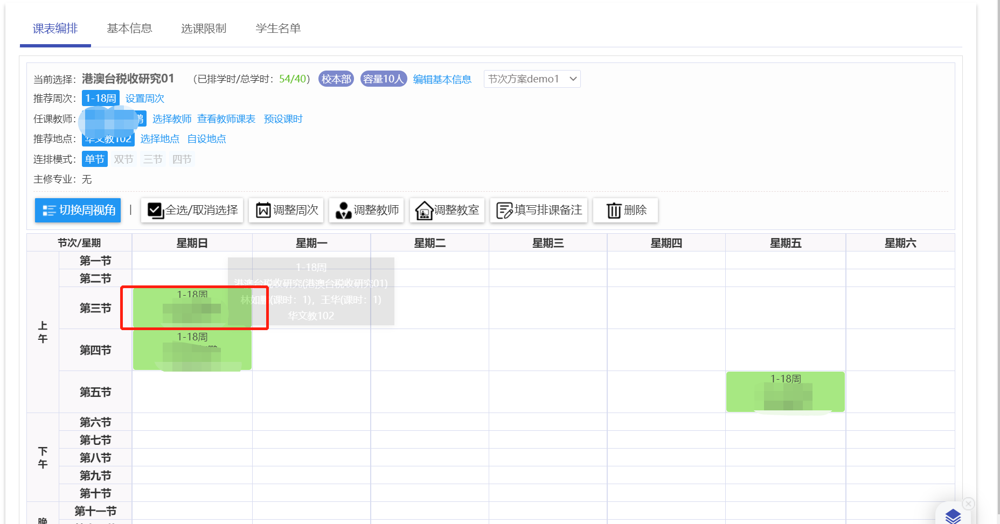 课表编排 基本信息 选课限制 学生名单
当前选择： 港澳台税收研究01 （已排学时/总学时：54/40） 校本部 容量10人 编辑基本信息 节次方案demo1
推荐周次： 1-18周 设置周次
任课教师： 鹏 选择教师 查看教师课表 预设课时
推荐地点： 华文教102 选择地点 自设地点
连排模式： 单节 双节 三节 四节
主修专业： 无
切换周视角 | 全选/取消选择 调整周次 调整教师 调整教室 填写排课备注 删除
节次/星期 星期日 星期一 星期二 星期三 星期四 星期五 星期六
上午
第一节
第二节
第三节 1-18周
1-18周
港澳台税收研究(港澳台税收研究01)
林如鹏(课时：1)，王华(课时：1)
华文教102
第四节 1-18周
鹏
第五节 1-18周
下午
第六节
第七节
第八节
第九节
第十节
晚
第十一节